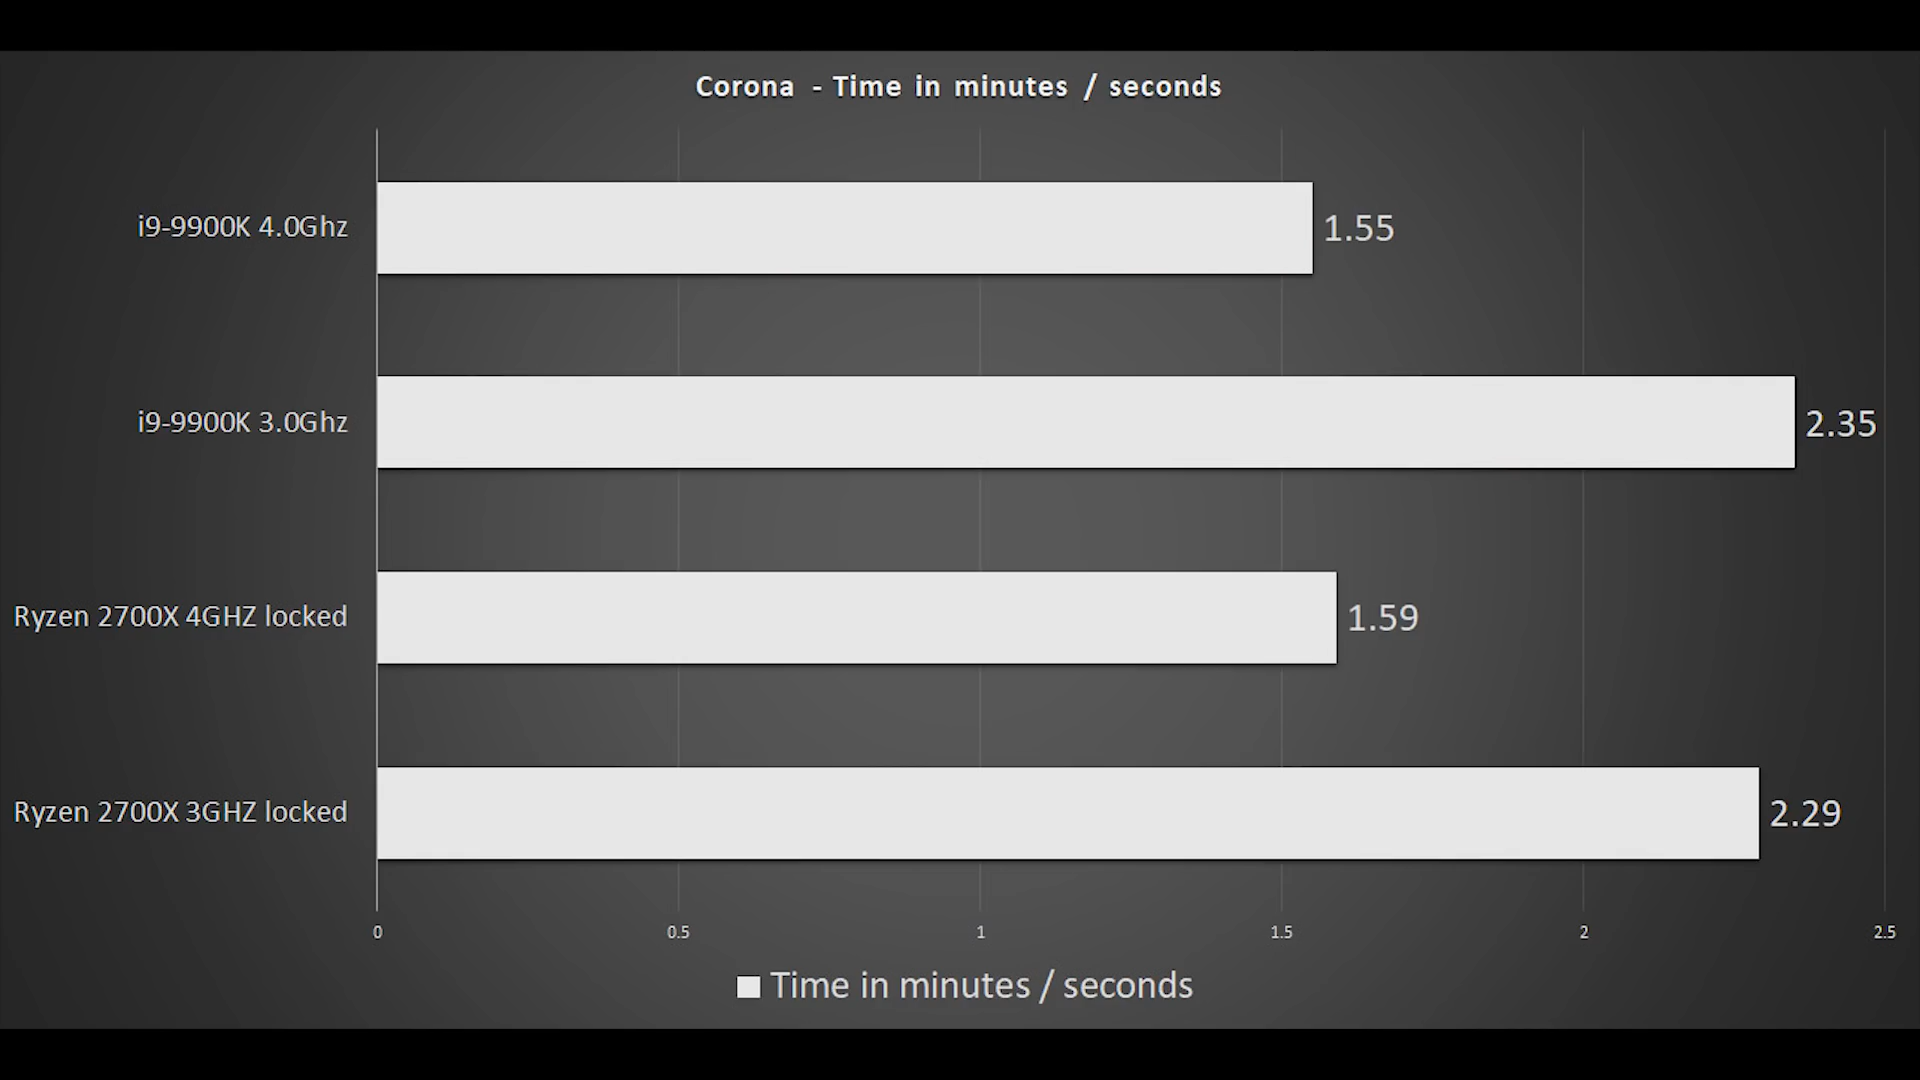 Corona - Time in minutes / seconds
i9-9900K 4.0Ghz
1.55
i9-9900K 3.0Ghz
2.35
Ryzen 2700X 4GHZ locked
1.59
Ryzen 2700X 3GHZ locked
2.29
0 0.5 1 1.5 2 2.5
Time in minutes / seconds